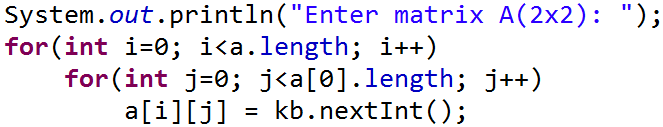 System.out.println("Enter matrix A(2x2): ");
for(int i=0; i<a.length; i++)
    for(int j=0; j<a[0].length; j++)
        a[i][j] = kb.nextInt();